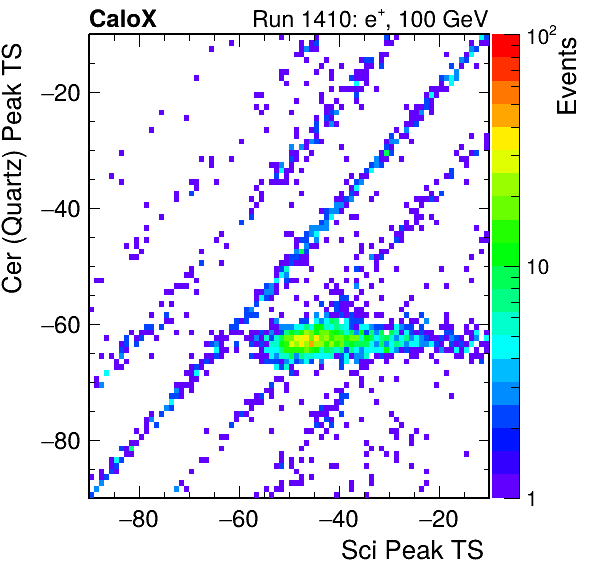 CaloX Run 1410: e⁺, 100 GeV
Cer (Quartz) Peak TS
−20
−40
−60
−80
−80 −60 −40 −20
Sci Peak TS
10²
10
1
Events